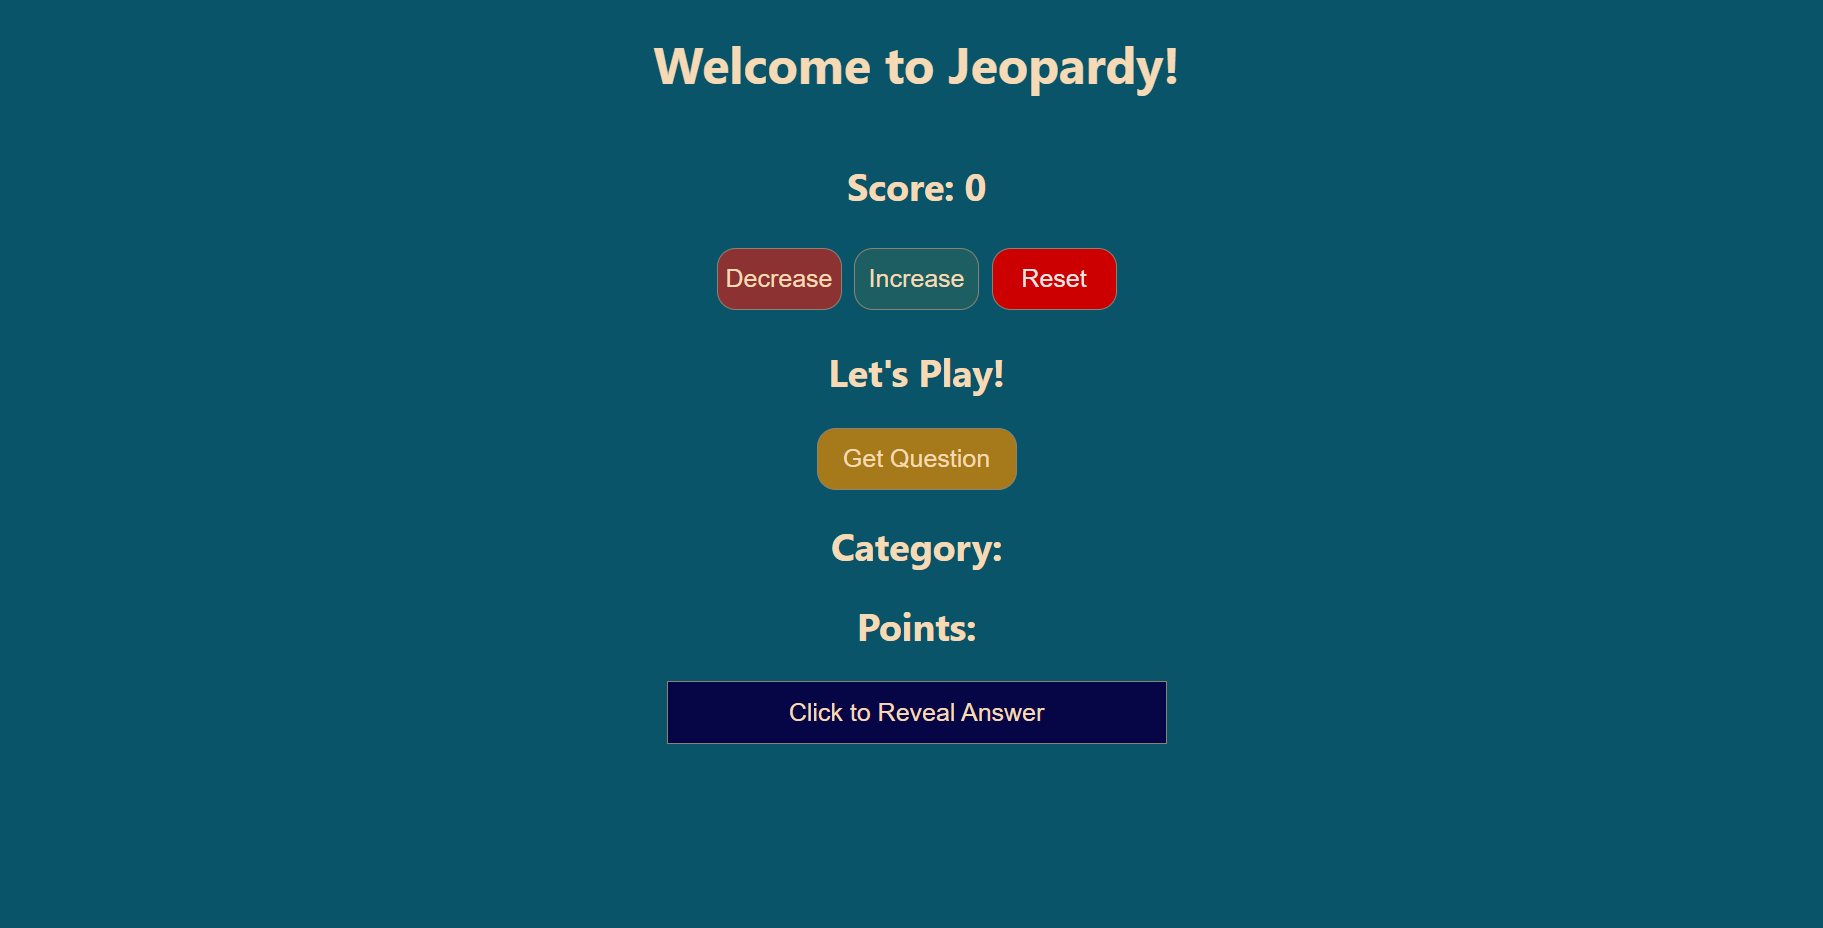 Welcome to Jeopardy!
Score: 0
Decrease Increase Reset
Let's Play!
Get Question
Category:
Points:
Click to Reveal Answer